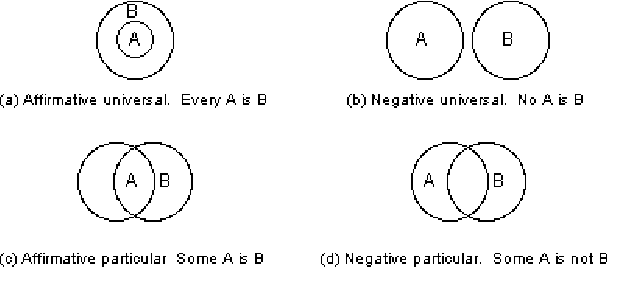 B
A
A B
(a) Affirmative universal. Every A is B
(b) Negative universal. No A is B
A B
A B
(c) Affirmative particular Some A is B
(d) Negative particular. Some A is not B